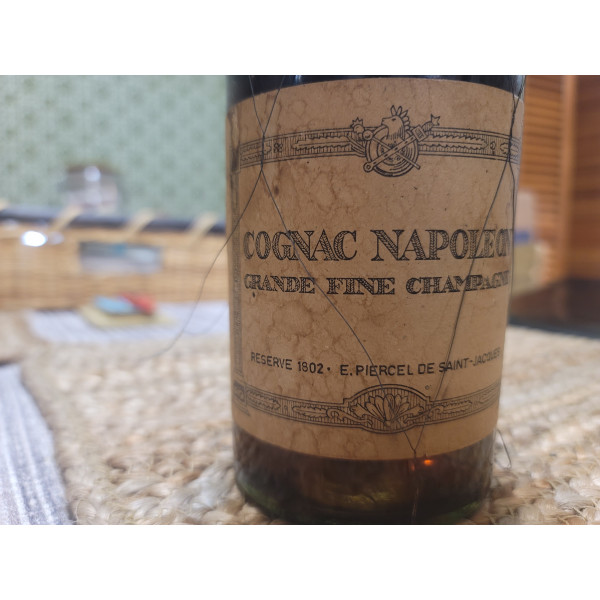 COGNAC NAPOLEON
GRANDE FINE CHAMPAGNE
RESERVE 1802 · E. PIERCEL DE SAINT-JACQUES